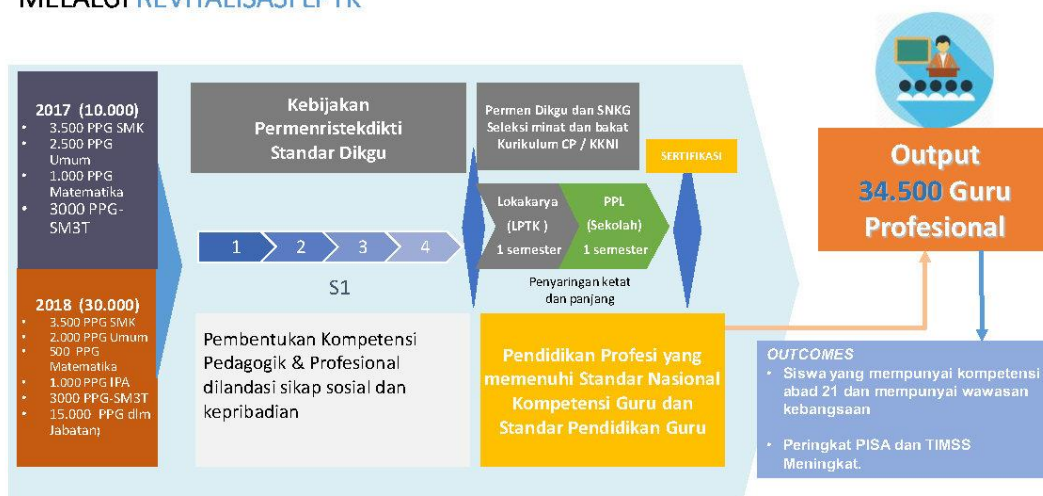 MELALUI REVITALISASI LPTK
2017 (10.000)
• 3.500 PPG SMK
• 2.500 PPG
Umum
• 1.000 PPG
Matematika
• 3000 PPG-
SM3T
2018 (30.000)
• 3.500 PPG SMK
• 2.000 PPG Umum
• 500 PPG
Matematika
• 1.000 PPG IPA
• 3000 PPG-SM3T
• 15.000 PPG dlm
Jabatan)
Kebijakan
Permenristekdikti
Standar Dikgu
1 2 3 4
S1
Pembentukan Kompetensi
Pedagogik & Profesional
dilandasi sikap sosial dan
kepribadian
Permen Dikgu dan SNKG
Seleksi minat dan bakat
Kurikulum CP / KKNI
SERTIFIKASI
Lokakarya
(LPTK )
1 semester
PPL
(Sekolah)
1 semester
Penyaringan ketat
dan panjang
Pendidikan Profesi yang
memenuhi Standar Nasional
Kompetensi Guru dan
Standar Pendidikan Guru
Output
34.500 Guru
Profesional
OUTCOMES
• Siswa yang mempunyai kompetensi
abad 21 dan mempunyai wawasan
kebangsaan
• Peringkat PISA dan TIMSS
Meningkat.